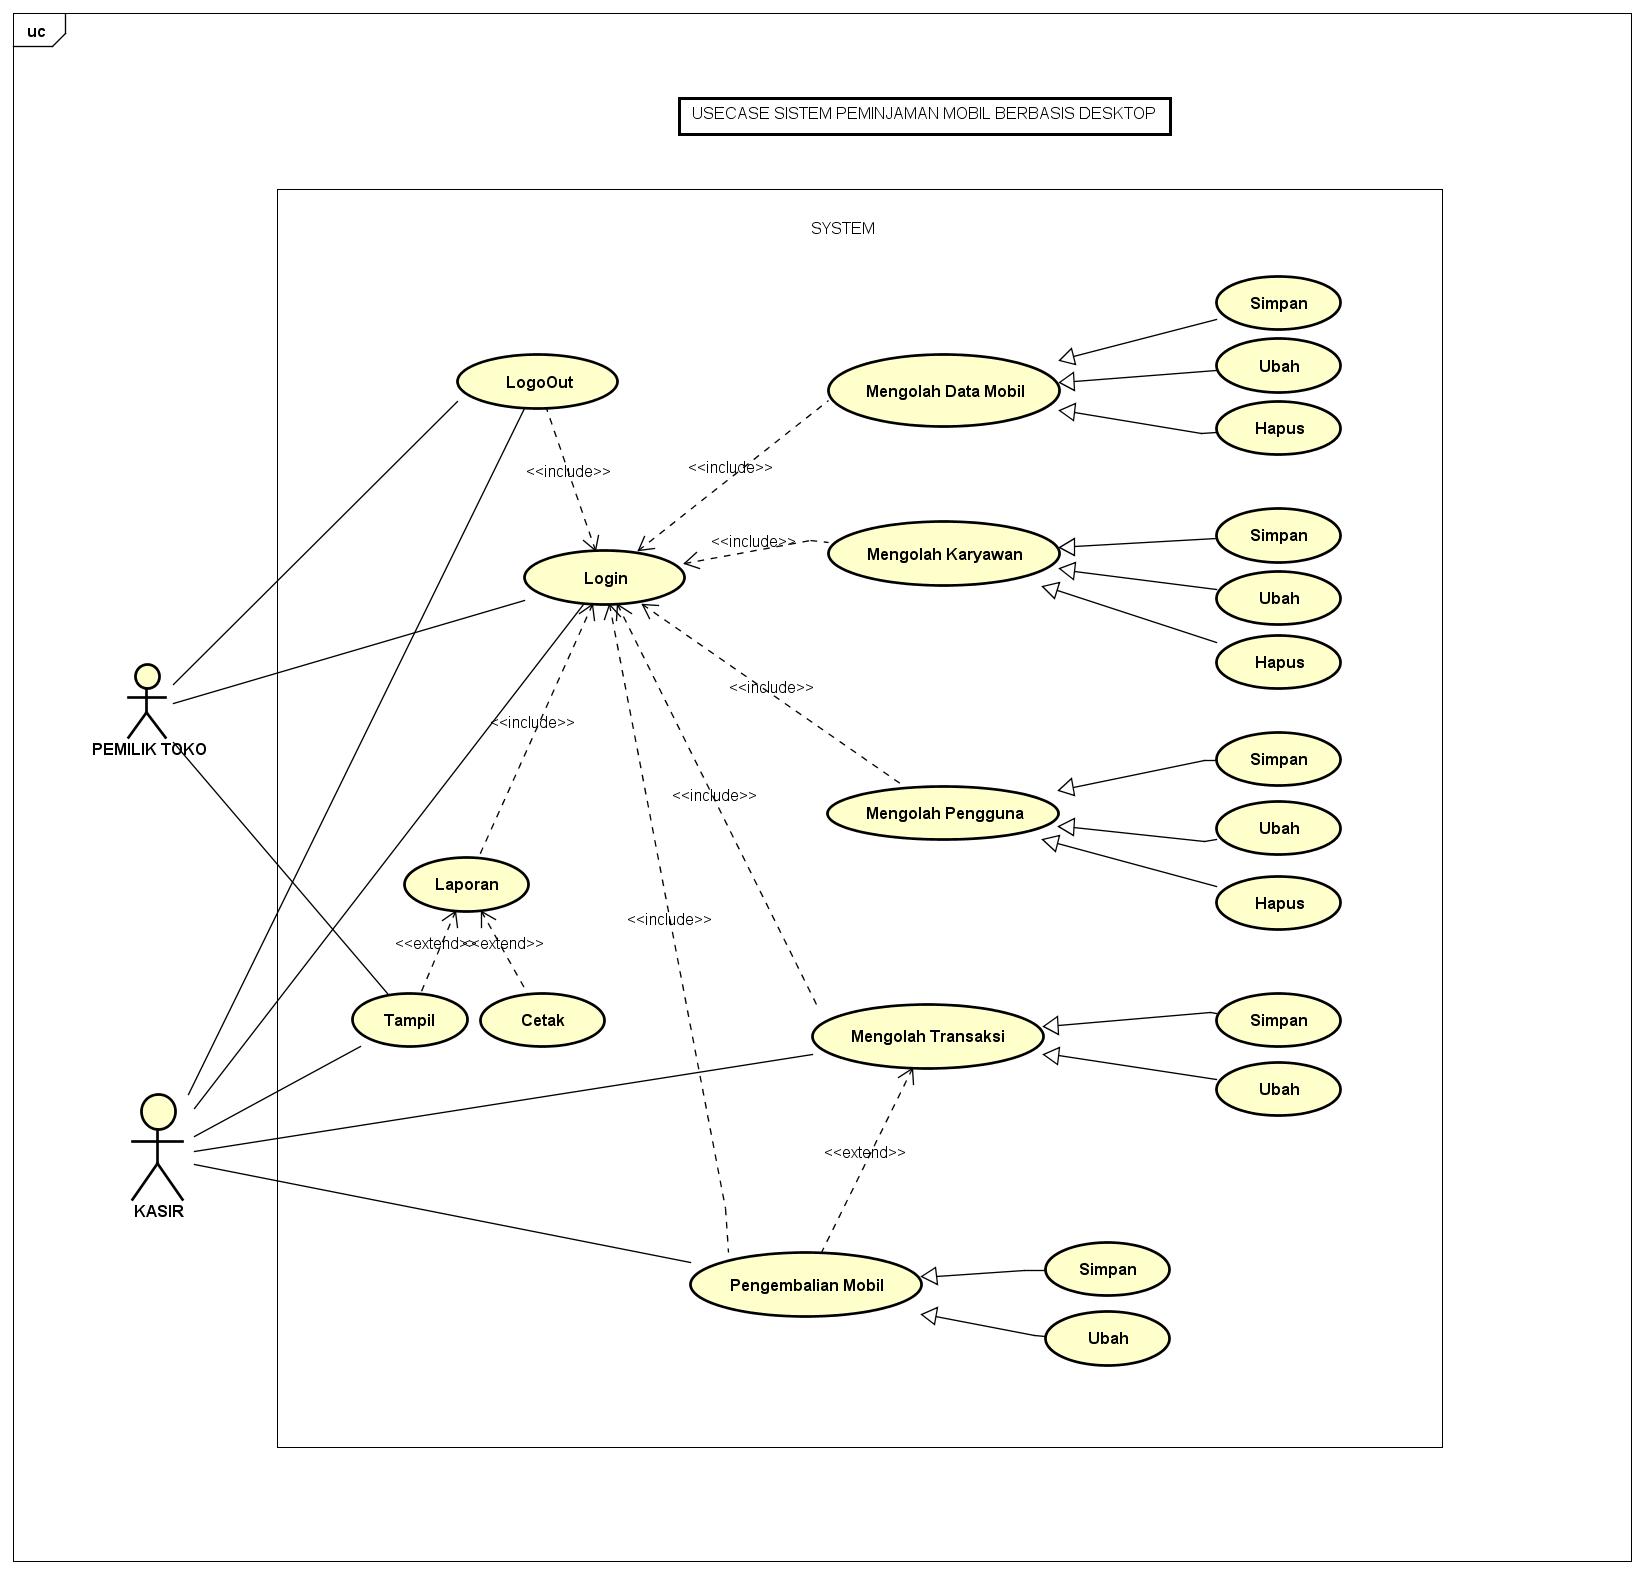 uc
USECASE SISTEM PEMINJAMAN MOBIL BERBASIS DESKTOP
SYSTEM
Simpan
Ubah
Hapus
LogoOut
Mengolah Data Mobil
<<include>>
<<include>>
<<include>>
Login
Mengolah Karyawan
Simpan
Ubah
Hapus
PEMILIK TOKO
<<include>>
<<include>>
<<include>>
<<include>>
Mengolah Pengguna
Simpan
Ubah
Hapus
Laporan
<<extend>>
<<extend>>
Tampil
Cetak
Mengolah Transaksi
Simpan
Ubah
<<extend>>
KASIR
Pengembalian Mobil
Simpan
Ubah